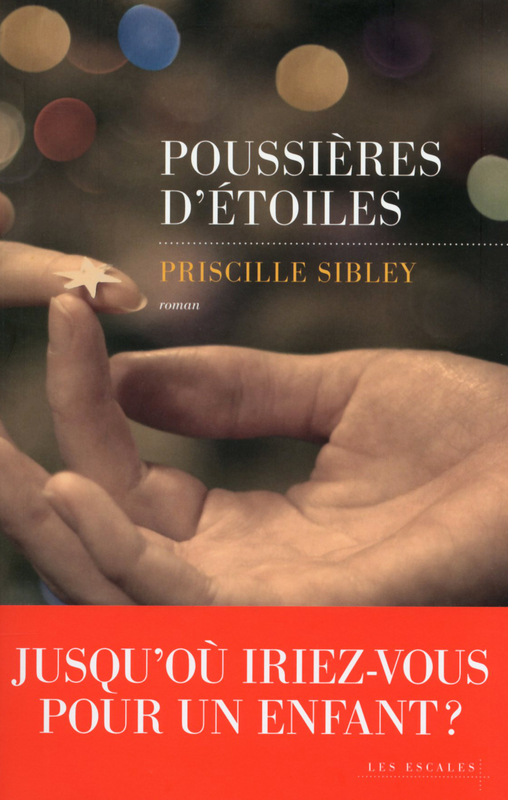 POUSSIÈRES
D'ÉTOILES
PRISCILLE SIBLEY
roman
JUSQU'OÙ IRIEZ-VOUS
POUR UN ENFANT ?
LES ESCALES